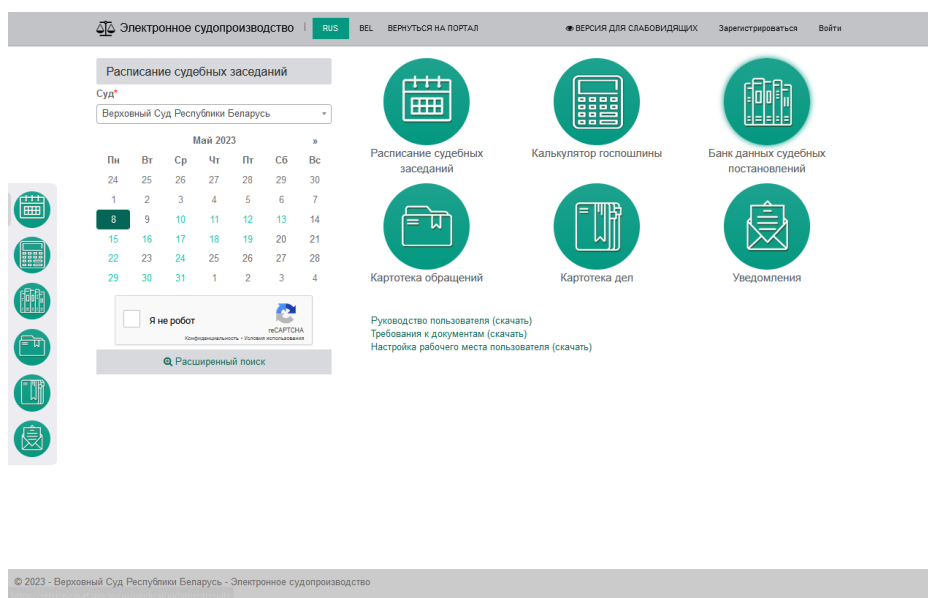 Электронное судопроизводство
RUS
BEL
ВЕРНУТЬСЯ НА ПОРТАЛ
ВЕРСИЯ ДЛЯ СЛАБОВИДЯЩИХ
Зарегистрироваться
Войти
Расписание судебных заседаний
Суд*
Верховный Суд Республики Беларусь
Май 2023 »
Пн Вт Ср Чт Пт Сб Вс
24 25 26 27 28 29 30
1 2 3 4 5 6 7
8 9 10 11 12 13 14
15 16 17 18 19 20 21
22 23 24 25 26 27 28
29 30 31 1 2 3 4
Я не робот
reCAPTCHA
Конфиденциальность • Условия использования
Расширенный поиск
Расписание судебных
заседаний
Калькулятор госпошлины
Банк данных судебных
постановлений
Картотека обращений
Картотека дел
Уведомления
Руководство пользователя (скачать)
Требования к документам (скачать)
Настройка рабочего места пользователя (скачать)
© 2023 - Верховный Суд Республики Беларусь - Электронное судопроизводство